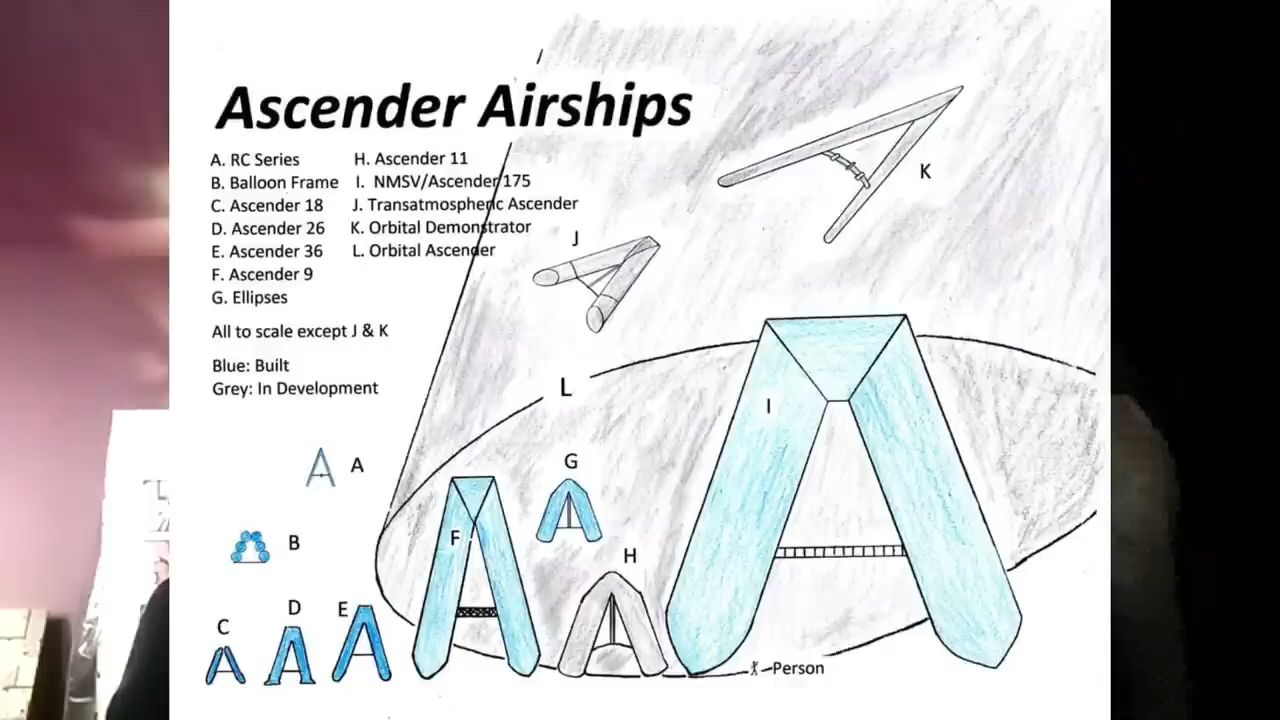 Ascender Airships
A. RC Series
B. Balloon Frame
C. Ascender 18
D. Ascender 26
E. Ascender 36
F. Ascender 9
G. Ellipses
H. Ascender 11
I. NMSV/Ascender 175
J. Transatmospheric Ascender
K. Orbital Demonstrator
L. Orbital Ascender
All to scale except J & K
Blue: Built
Grey: In Development
K
J
L
I
A
G
F
B
H
D
E
C
Person